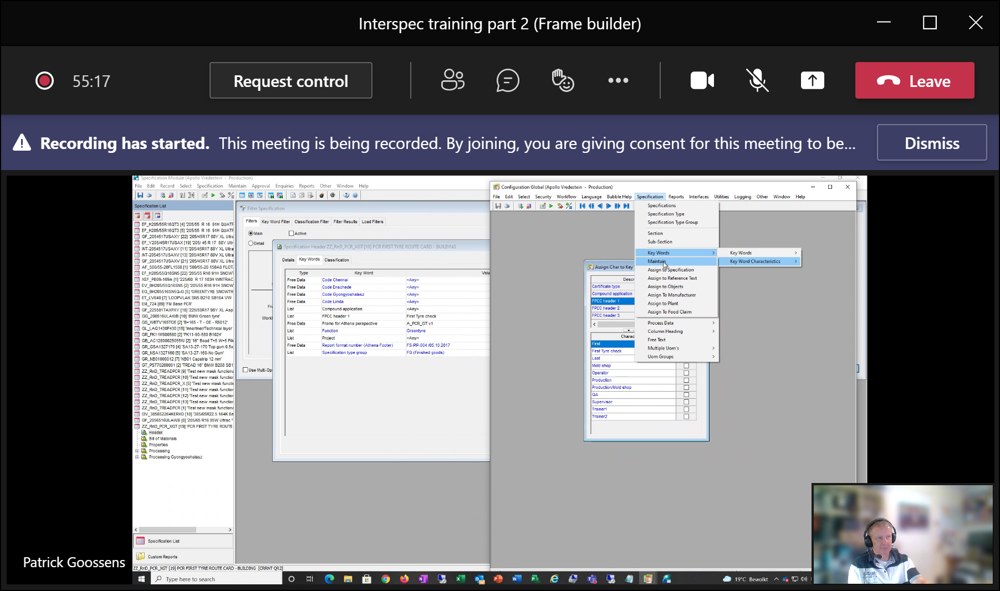 Interspec training part 2 (Frame builder)
55:17
Request control
Leave
Recording has started. This meeting is being recorded. By joining, you are giving consent for this meeting to be...
Dismiss
Specification Module (Apollo Vredestein - Production)
File Edit Record Select Specification Maintain Approval Enquiries Reports Other Window Help
Specification List
EF_H205/55R16QT3 [4] '205/55 R 16 91H QUATR
EF_H205/55R16QT3 [5] '205/55 R 16 91H QUATR
GF_2054517USAXY [22] '205/45R17 88Y XL Ultra
EF_Y205/45R17USAX [19] '205/ 45 R 17 88Y Ultr
INT-2054517USAXY [11] '205/45R17 88Y XL Ultra
INT-2054517USAXV [13] '205/45R17 88V XL Ultra
GF_2054517USAXV [21] '205/45R17 88V XL Ultra
AF_500/55-20FL1508 [1] '500/55-20 150A8 FLOT.
EF_H205/55Q16SN5 [22] '205/55 R16 91H SNOWT
XEF_PB09-169A [1] '225/60 R 17 103H WINTRAC
EV_BH205/55Q16SN5 [2] '205/55 R16 91H SNOW
EG_BH205516SN5Q-G [5] 'GREENTYRE SNOWTR
ET_LV640 [7] 'LOOPVLAK SN5 B210 SB164 VW
EM_724 [89] 'FM Base PCR'
GF_2255017AXPXY [18] '225/50R17 98Y XL Asp
GG_206516ULAWB [10] 'BMW Green tyre'
GS_WBTV165TOE [2] 'B=165 - T - OE - R5012'
GL_LAQ1430F430 [15] 'Innerliner/Technical layer
GR_PK11M900580 [2] 'PK11-90-580 B1024'
GB_AC12800025055W [2] '16" Bead T=5 W=5 Fill
GR_GSA1327170 [4] 'SA13-27-170 Top gum 0.5x
GR_NSA1327160 [5] 'SA13-27-160-No Gum'
GR_NB01000012 [7] 'NB01 Capstrip 12 mm'
GT_PST70260001 [2] 'TREAD 16" BMW B208 SB1
ZZ_RnD_TREADPCR [9] 'Test new mask functiona
ZZ_RnD_TREADPCR [10] 'Test new mask function
ZZ_RnD_TREADPCR_X [5] 'Test new mask functi
ZZ_RnD_TREADPCR [11] 'Test new mask function
ZZ_RnD_TREADPCR [12] 'Test new mask function
ZZ_RnD_TREADPCR [13] 'Test new mask function
ZZ_RnD_TREADPCR [1] 'Test new mask functiona
GV_385652264KERHD [18] '385/65R22.5 164K En
GF_2056516ULAWB [8] '205/65 R16 95W Ultrac *
ZZ_RnD_PCR_XGT [19] 'PCR FIRST TYRE ROUTE
Header
Bill of Materials
Properties
Processing
Processing Gyongyoshalasz
Specification List
Custom Reports
ZZ_RnD_PCR_XGT [19] PCR FIRST TYRE ROUTE CARD - BUILDING [CRRNT QR2]
Filter Specification
Filters Key Word Filter Classification Filter Filter Results Load Filters
Main Active
Detail
Fra
Workf
Use Multi-Op
Specification Header ZZ_RnD_PCR_XGT [19] PCR FIRST TYRE ROUTE CARD - BUILDING
Details Key Words Classification
Type Key Word Valu
Free Data Code Chennai <Any>
Free Data Code Enschede <Any>
Free Data Code Gyongyoshalasz <Any>
Free Data Code Limda <Any>
List Compound application <Any>
List FPCC header 1 First Tyre check
Free Data Frame for Athena perspective A_PCR_GT v1
List Function Greentyre
List Project <Any>
Free Data Report format number (Athena Footer) FS-PIP-004 /05.10.2017
List Specification type group FG (Finished goods)
Configuration Global (Apollo Vredestein - Production)
File Edit Select Security Workflow Language Bubble Help Specification Reports Interfaces Utilities Logging Other Window Help
Specifications
Specification Type
Specification Type Group
Section
Sub-Section
Key Words
Maintain
Assign to Specification
Assign to Reference Text
Assign to Objects
Assign To Manufacturer
Assign to Plant
Assign To Food Claim
Process Data
Column Heading
Free Text
Multiple Uom's
Uom Groups
Key Words
Key Word Characteristics
Assign Char to Key
Descr
Certificate type
Compound application
FPCC header 1
FPCC header 2
FPCC header 3
Charac
First
First Tyre check
Last
Mold shop
Operator
Production
Production/Mold shop
QA
Supervisor
Trainer1
Trainer2
Patrick Goossens
Type here to search
19°C Bewolkt